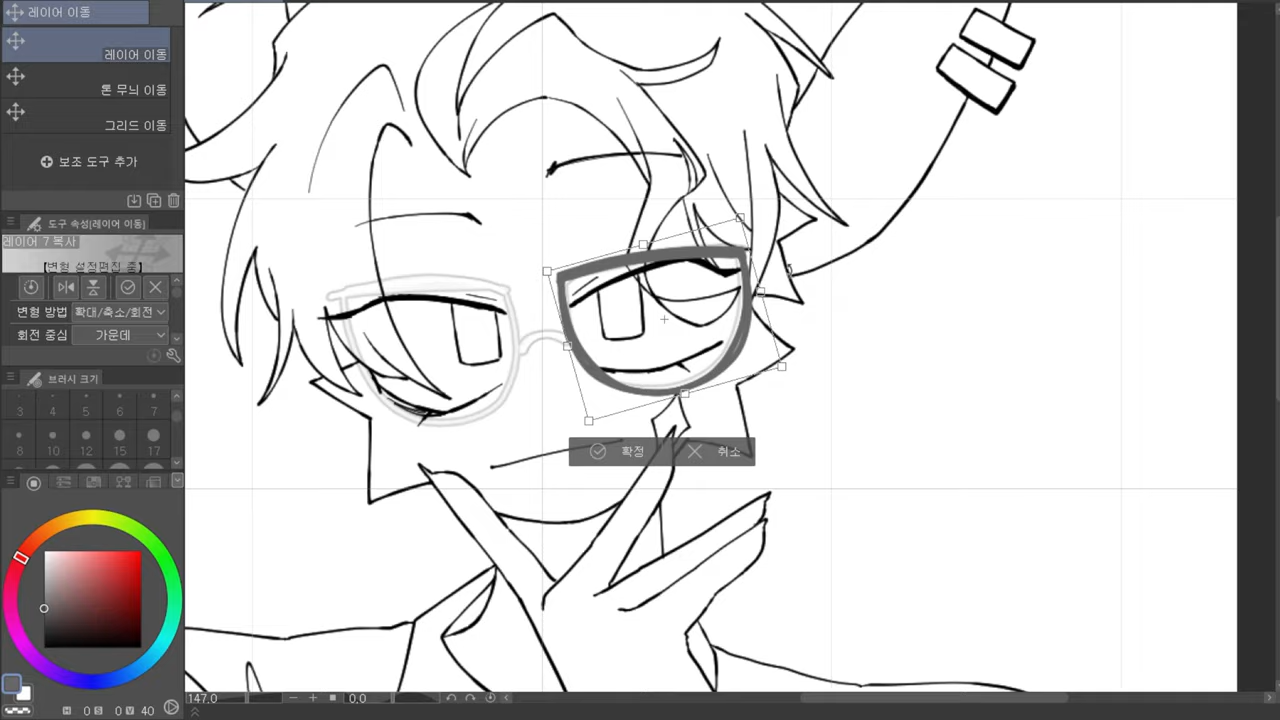 레이어 이동
레이어 이동
톤 무늬 이동
그리드 이동
보조 도구 추가
도구 속성(레이어 이동)
레이어 7 복사
【변형 설정편집 중】
변형 방법 확대/축소/회전
회전 중심 가운데
브러시 크기
3 4 5 6 7
8 10 12 15 17
확정 취소
147.0 0.0
H 0 S 0 V 40